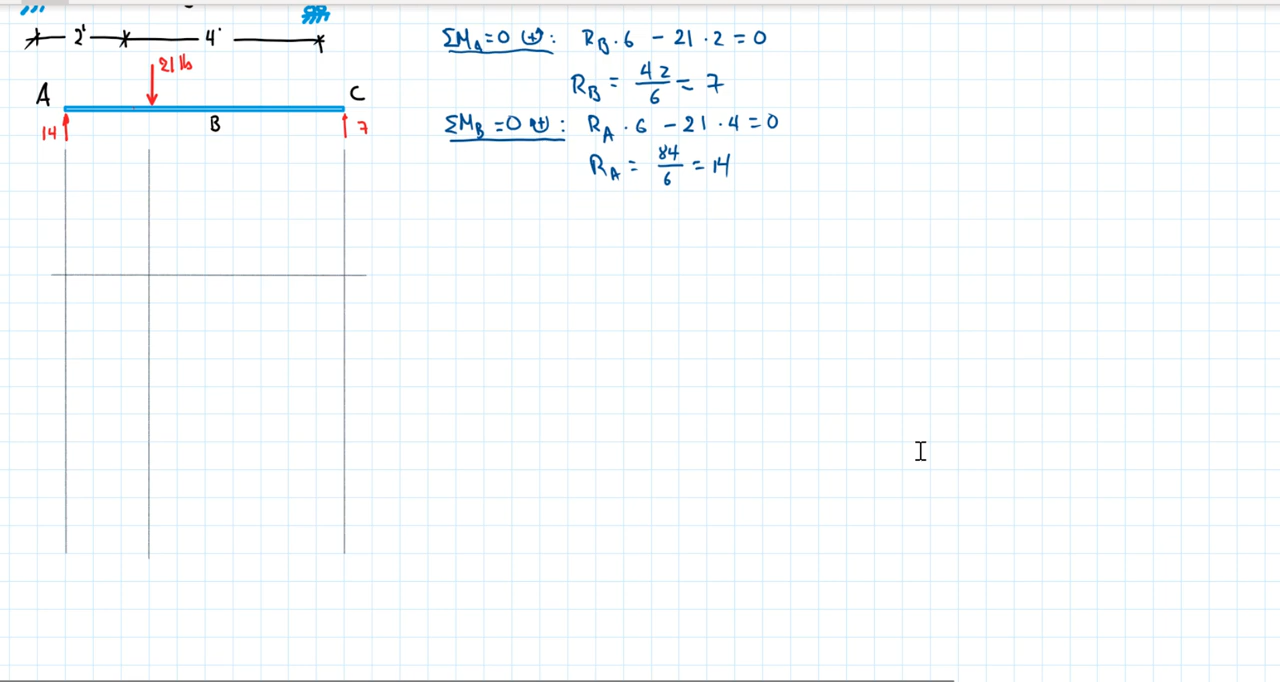 2' 4'
21 lb
A C
14 B 7
ΣM_A=0 (+): R_B·6 - 21·2 = 0
R_B = 42/6 = 7
ΣM_B=0 (+): R_A·6 - 21·4 = 0
R_A = 84/6 = 14